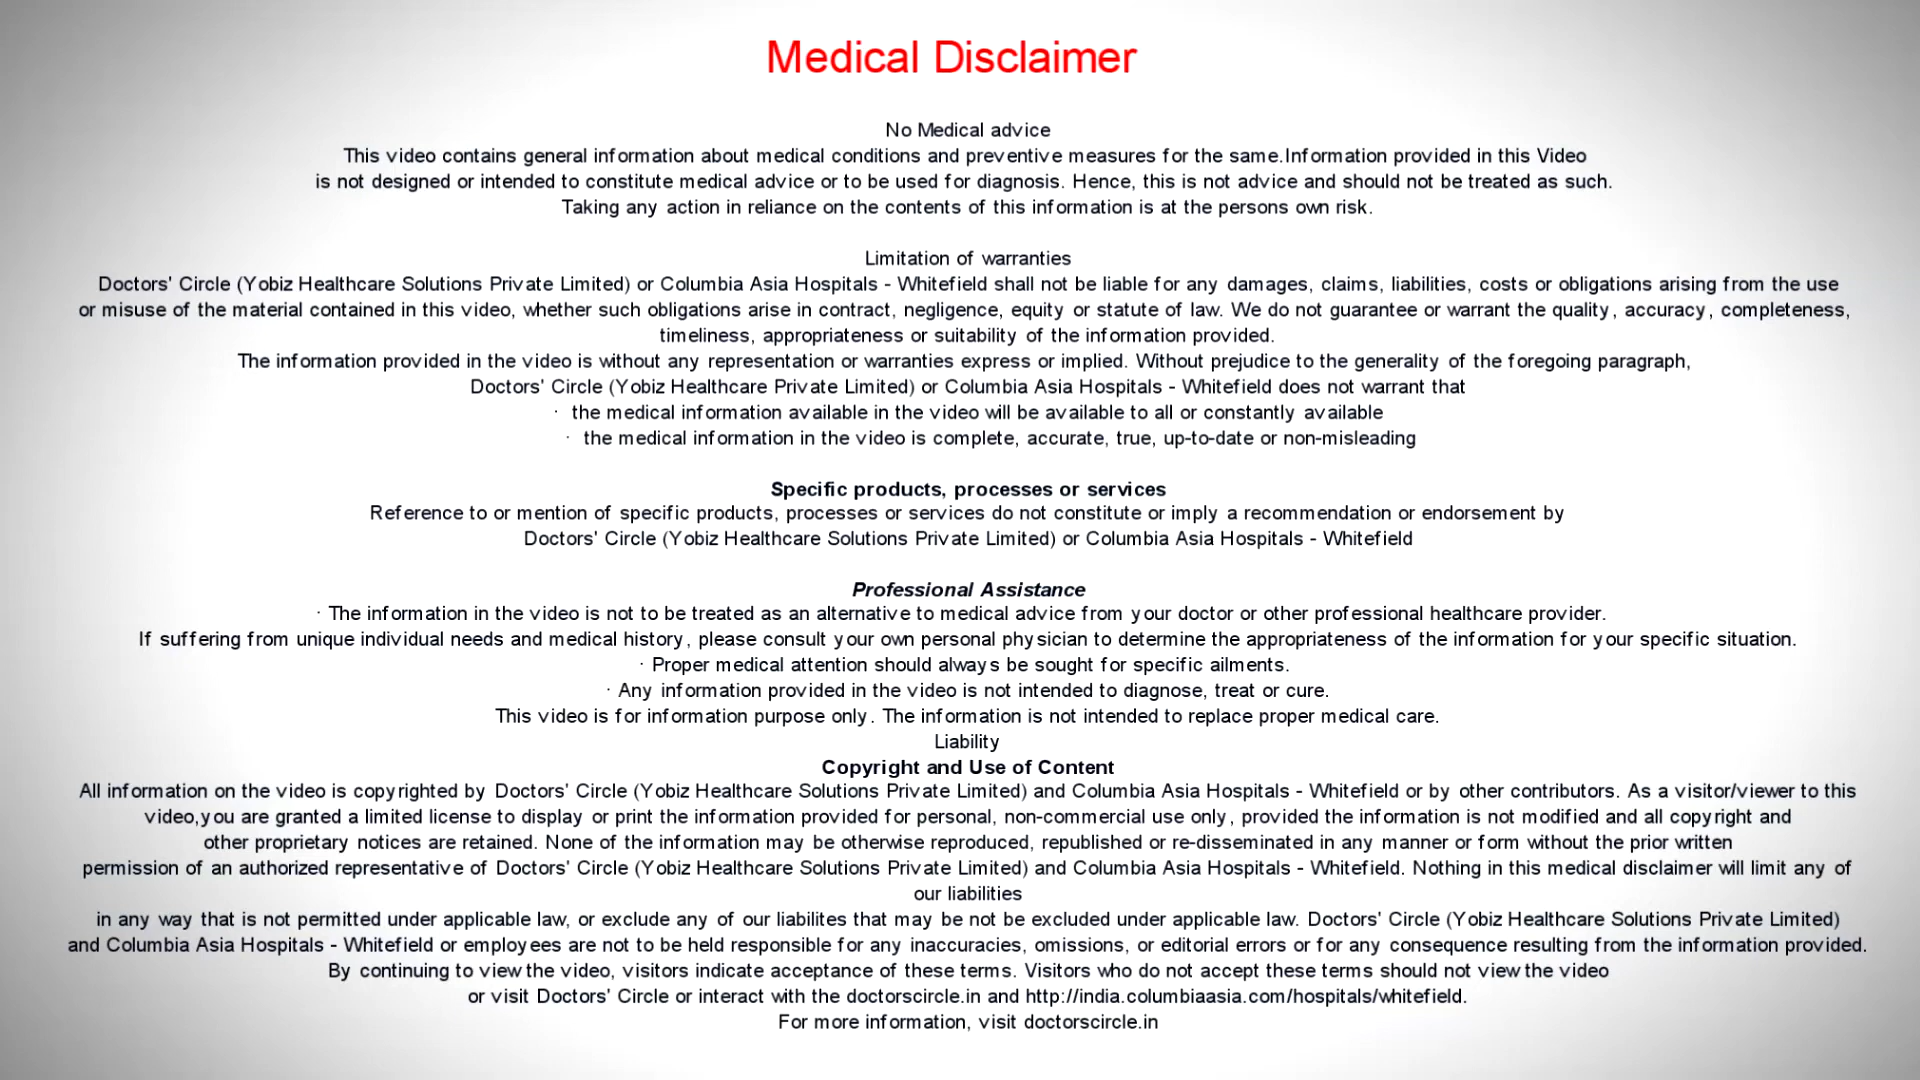 Medical Disclaimer
No Medical advice
This video contains general information about medical conditions and preventive measures for the same.Information provided in this Video
is not designed or intended to constitute medical advice or to be used for diagnosis. Hence, this is not advice and should not be treated as such.
Taking any action in reliance on the contents of this information is at the persons own risk.
Limitation of warranties
Doctors' Circle (Yobiz Healthcare Solutions Private Limited) or Columbia Asia Hospitals - Whitefield shall not be liable for any damages, claims, liabilities, costs or obligations arising from the use
or misuse of the material contained in this video, whether such obligations arise in contract, negligence, equity or statute of law. We do not guarantee or warrant the quality, accuracy, completeness,
timeliness, appropriateness or suitability of the information provided.
The information provided in the video is without any representation or warranties express or implied. Without prejudice to the generality of the foregoing paragraph,
Doctors' Circle (Yobiz Healthcare Private Limited) or Columbia Asia Hospitals - Whitefield does not warrant that
· the medical information available in the video will be available to all or constantly available
· the medical information in the video is complete, accurate, true, up-to-date or non-misleading
Specific products, processes or services
Reference to or mention of specific products, processes or services do not constitute or imply a recommendation or endorsement by
Doctors' Circle (Yobiz Healthcare Solutions Private Limited) or Columbia Asia Hospitals - Whitefield
Professional Assistance
· The information in the video is not to be treated as an alternative to medical advice from your doctor or other professional healthcare provider.
If suffering from unique individual needs and medical history, please consult your own personal physician to determine the appropriateness of the information for your specific situation.
· Proper medical attention should always be sought for specific ailments.
· Any information provided in the video is not intended to diagnose, treat or cure.
This video is for information purpose only. The information is not intended to replace proper medical care.
Liability
Copyright and Use of Content
All information on the video is copyrighted by Doctors' Circle (Yobiz Healthcare Solutions Private Limited) and Columbia Asia Hospitals - Whitefield or by other contributors. As a visitor/viewer to this
video,you are granted a limited license to display or print the information provided for personal, non-commercial use only, provided the information is not modified and all copyright and
other proprietary notices are retained. None of the information may be otherwise reproduced, republished or re-disseminated in any manner or form without the prior written
permission of an authorized representative of Doctors' Circle (Yobiz Healthcare Solutions Private Limited) and Columbia Asia Hospitals - Whitefield. Nothing in this medical disclaimer will limit any of
our liabilities
in any way that is not permitted under applicable law, or exclude any of our liabilites that may be not be excluded under applicable law. Doctors' Circle (Yobiz Healthcare Solutions Private Limited)
and Columbia Asia Hospitals - Whitefield or employees are not to be held responsible for any inaccuracies, omissions, or editorial errors or for any consequence resulting from the information provided.
By continuing to view the video, visitors indicate acceptance of these terms. Visitors who do not accept these terms should not view the video
or visit Doctors' Circle or interact with the doctorscircle.in and http://india.columbiaasia.com/hospitals/whitefield.
For more information, visit doctorscircle.in